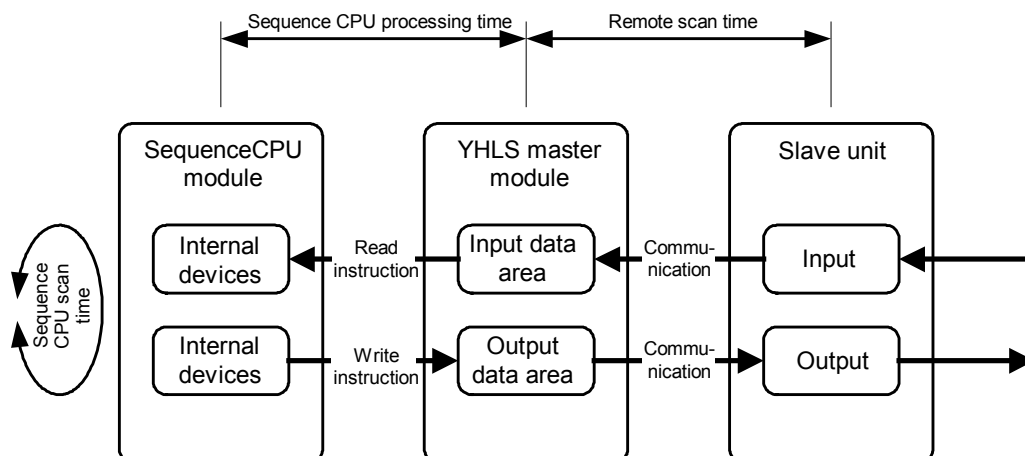 Sequence CPU processing time
Remote scan time
SequenceCPU
module
YHLS master
module
Slave unit
Internal
devices
Read
instruction
Input data
area
Commu-
nication
Input
Sequence
CPU scan
time
Internal
devices
Write
instruction
Output
data area
Commu-
nication
Output